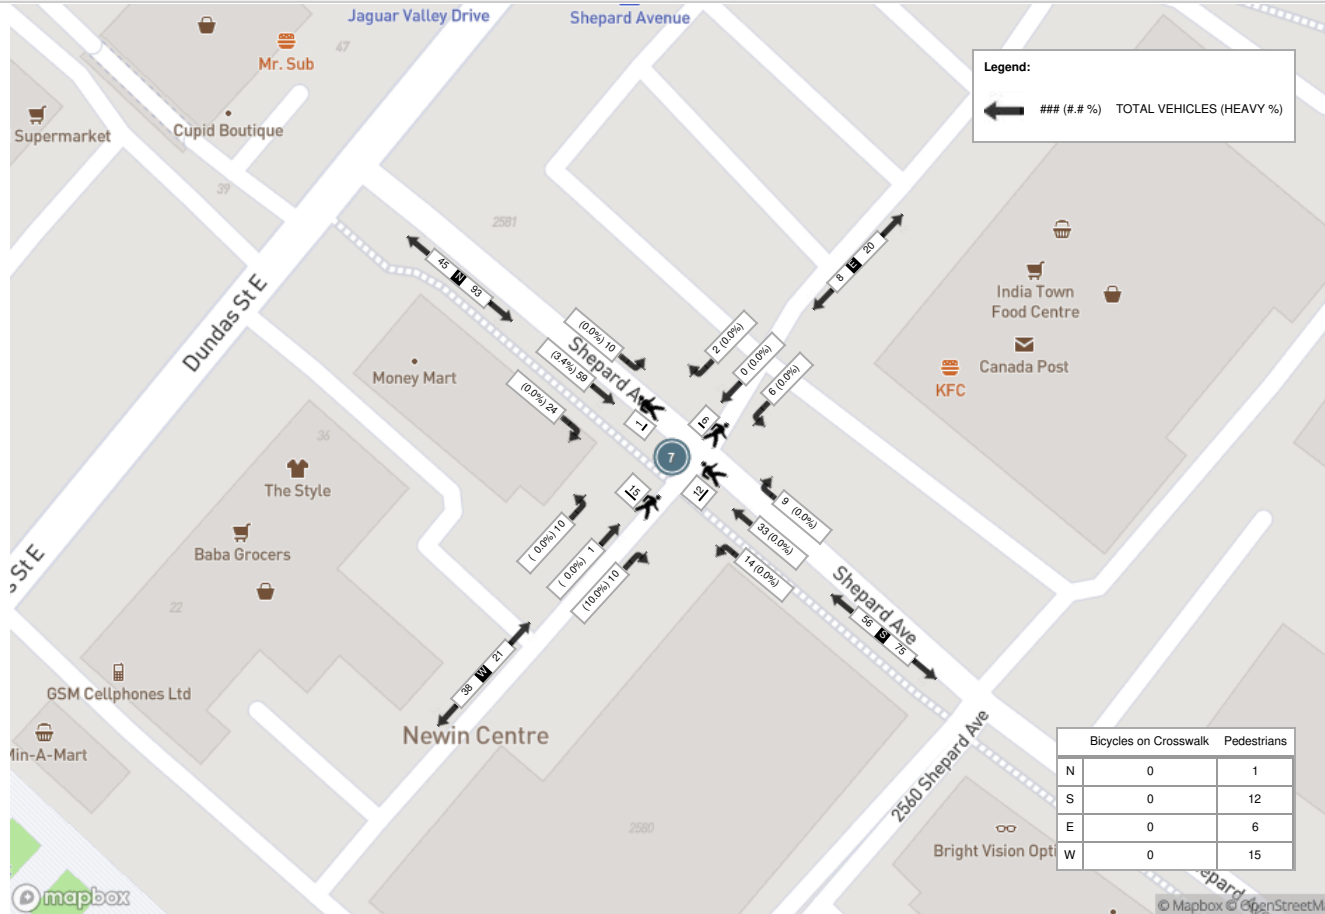 Jaguar Valley Drive
Shepard Avenue
47
Mr. Sub
Legend:
### (#.# %) TOTAL VEHICLES (HEAVY %)
Supermarket
Cupid Boutique
39
2581
Dundas St E
45 N 93
8 E 20
India Town
Food Centre
Canada Post
KFC
Money Mart
Shepard A
(0.0%) 10
(3.4%) 59
(0.0%) 24
2 (0.0%)
0 (0.0%)
6 (0.0%)
1
6
7
15
12
36
The Style
Baba Grocers
s St E
22
( 0.0%) 10
( 0.0%) 1
(10.0%) 10
9 (0.0%)
33 (0.0%)
14 (0.0%)
Shepard Ave
56 S 75
38 W 21
GSM Cellphones Ltd
Min-A-Mart
Newin Centre
2560 Shepard Ave
2580
Bright Vision Opti
Bicycles on Crosswalk Pedestrians
N 0 1
S 0 12
E 0 6
W 0 15
epard A
mapbox
© Mapbox © OpenStreetM